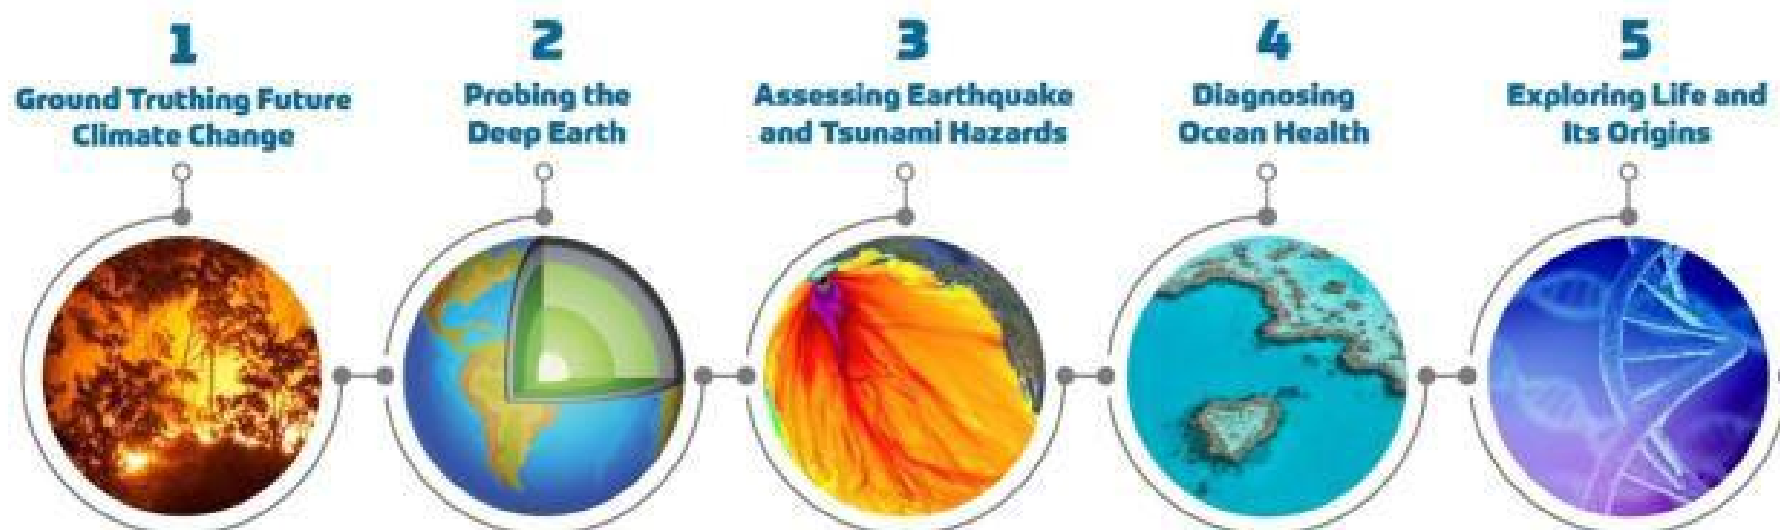 1
Ground Truthing Future
Climate Change
2
Probing the
Deep Earth
3
Assessing Earthquake
and Tsunami Hazards
4
Diagnosing
Ocean Health
5
Exploring Life and
Its Origins